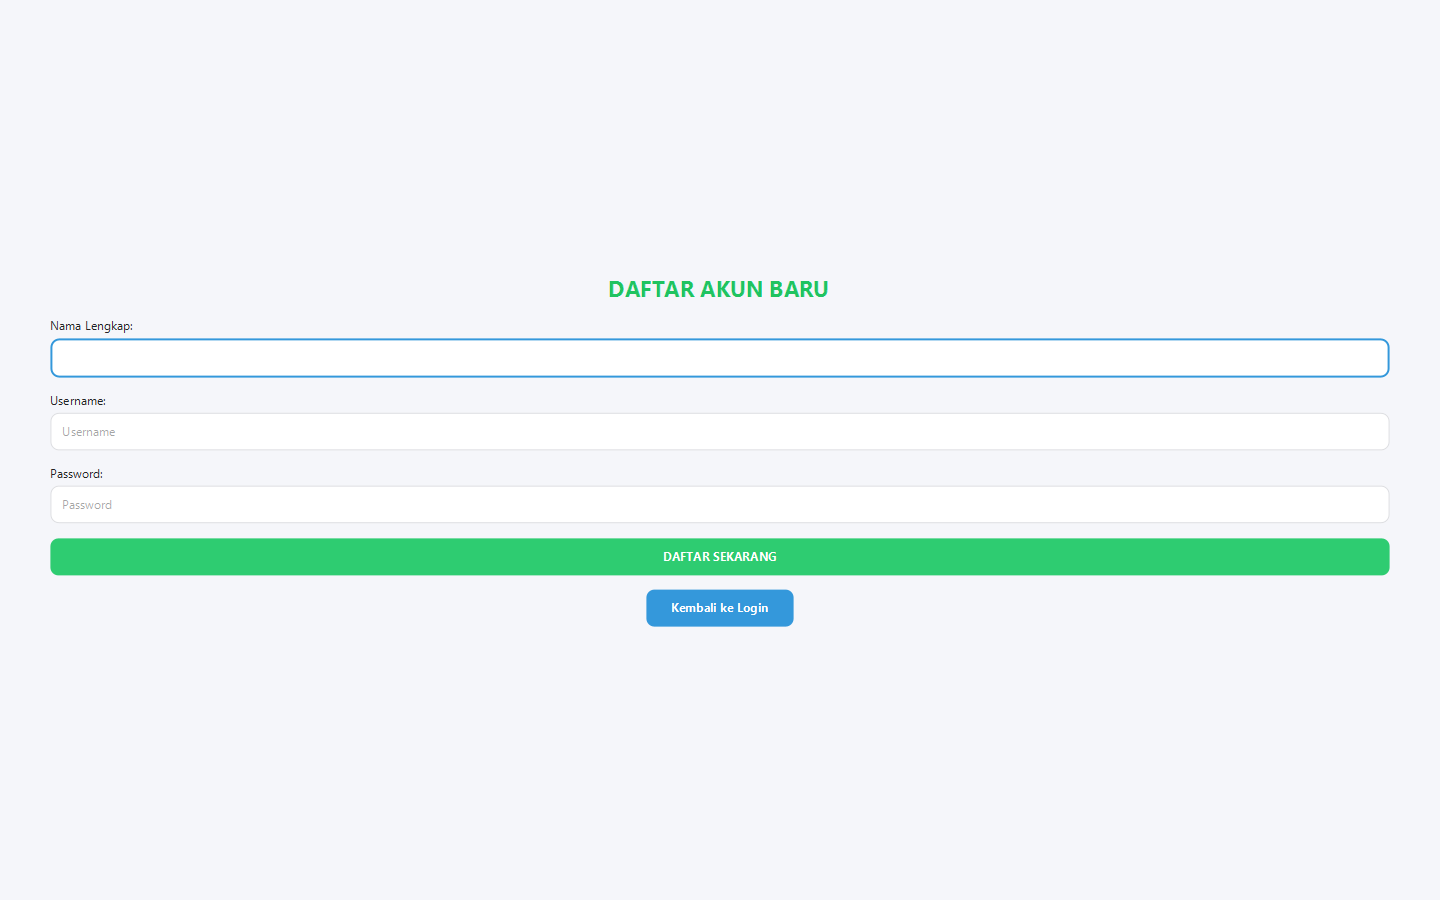 DAFTAR AKUN BARU
Nama Lengkap:
Username:
Username
Password:
Password
DAFTAR SEKARANG
Kembali ke Login